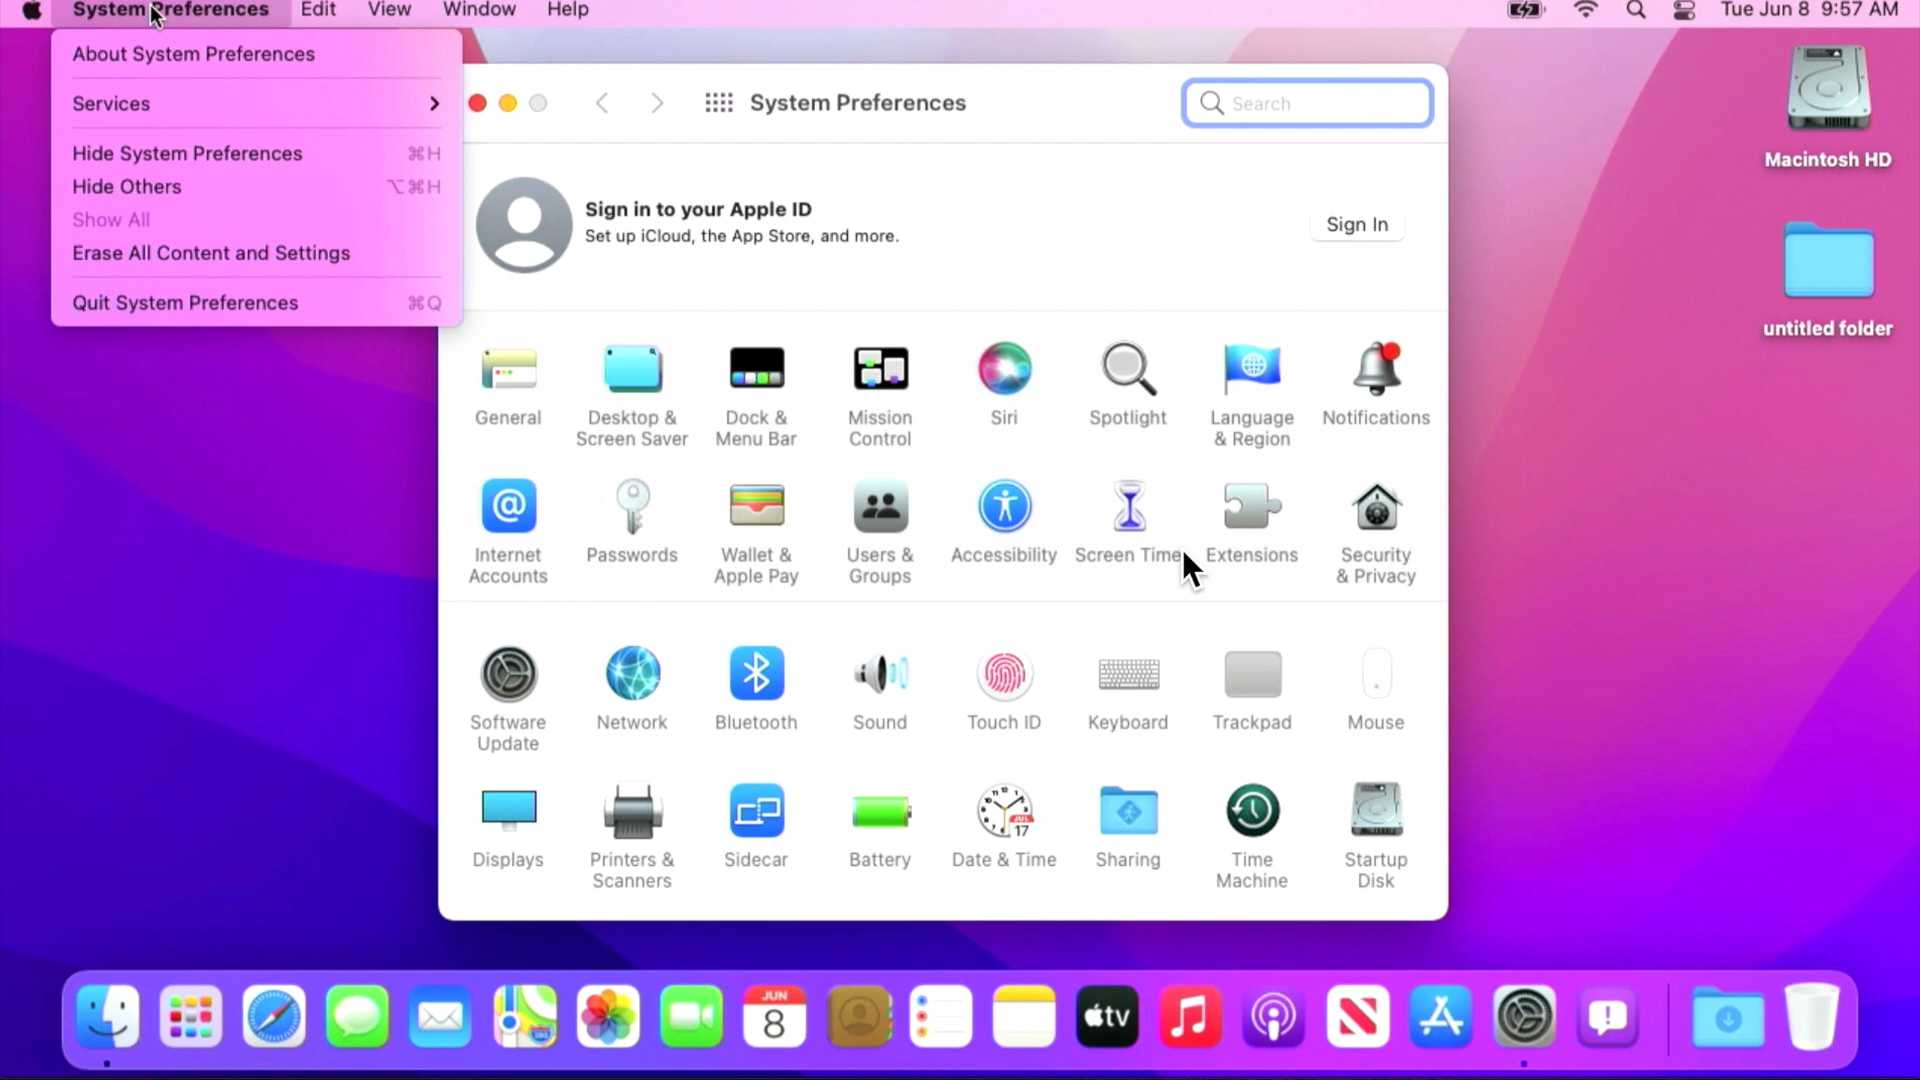 System Preferences Edit View Window Help Tue Jun 8 9:57 AM
About System Preferences
Services
Hide System Preferences ⌘H
Hide Others ⌥⌘H
Show All
Erase All Content and Settings
Quit System Preferences ⌘Q
System Preferences
Search
Sign in to your Apple ID
Set up iCloud, the App Store, and more.
Sign In
General
Desktop &
Screen Saver
Dock &
Menu Bar
Mission
Control
Siri
Spotlight
Language
& Region
Notifications
Internet
Accounts
Passwords
Wallet &
Apple Pay
Users &
Groups
Accessibility
Screen Time
Extensions
Security
& Privacy
Software
Update
Network
Bluetooth
Sound
Touch ID
Keyboard
Trackpad
Mouse
Displays
Printers &
Scanners
Sidecar
Battery
JUL
17
Date & Time
Sharing
Time
Machine
Startup
Disk
Macintosh HD
untitled folder
JUN
8
tv